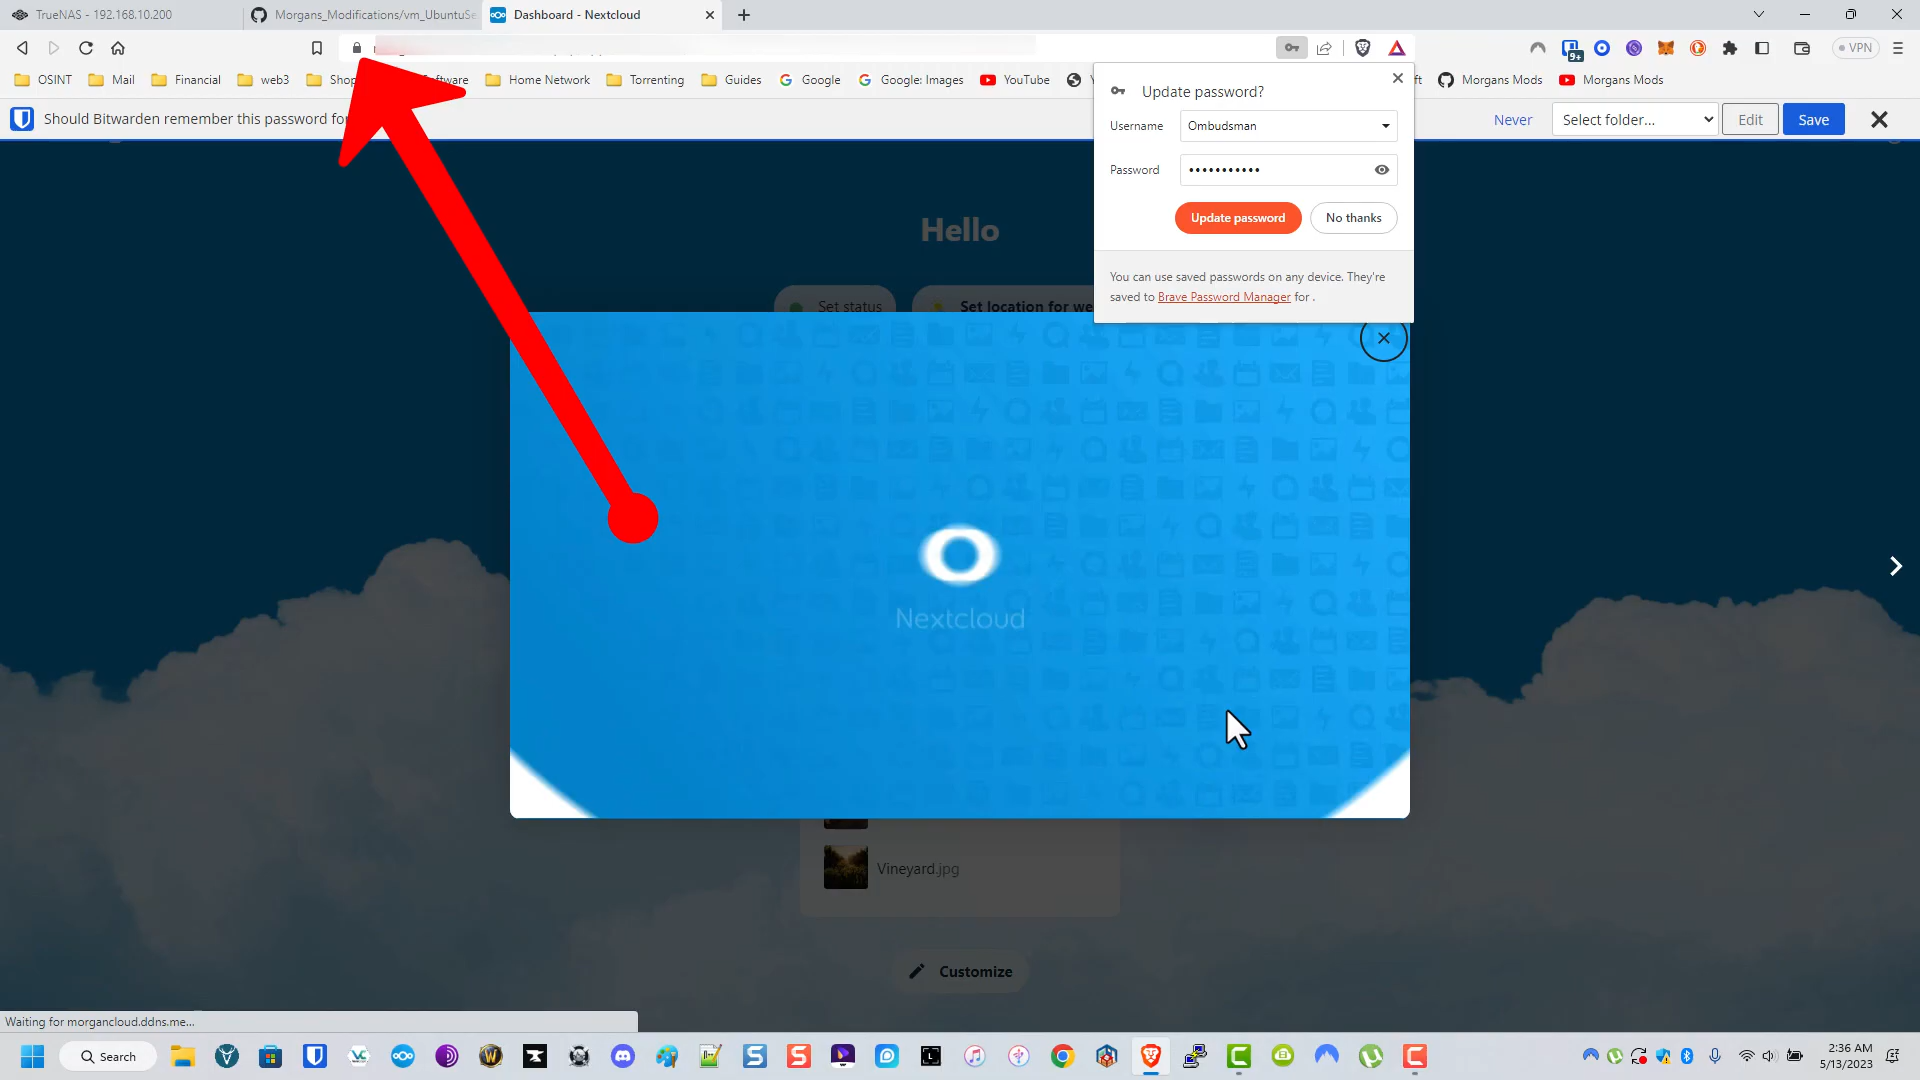 TrueNAS - 192.168.10.200
Morgans_Modifications/vm_UbuntuSe
Dashboard - Nextcloud
VPN
9+
OSINT
Mail
Financial
web3
Shop
ftware
Home Network
Torrenting
Guides
Google
Google: Images
YouTube
ft
Morgans Mods
Morgans Mods
Should Bitwarden remember this password fo
Never
Select folder...
Edit
Save
Update password?
Username
Ombudsman
Password
Update password
No thanks
You can use saved passwords on any device. They're
saved to Brave Password Manager for .
Hello
Set status
Set location for we
Nextcloud
Vineyard.jpg
Customize
Waiting for morgancloud.ddns.me...
Search
2:36 AM
5/13/2023